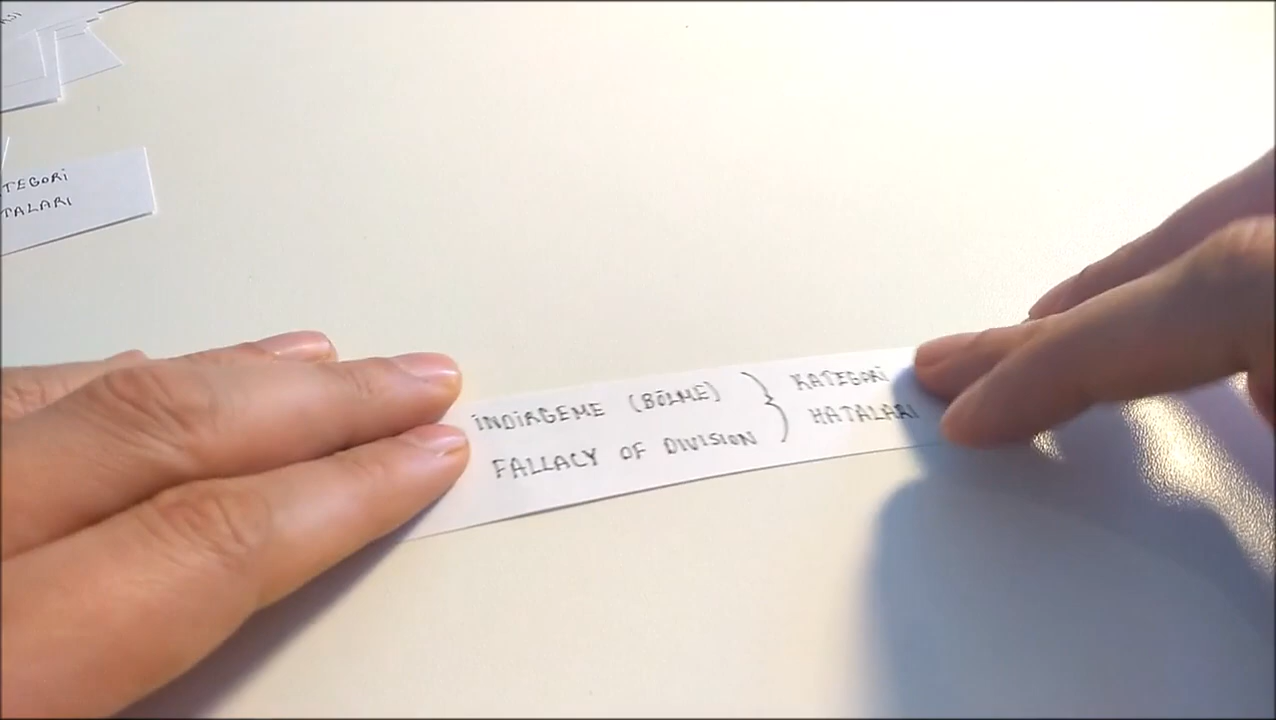 TEGORİ
TALARI
İNDİRGEME (BÖLME)
FALLACY OF DIVISION
KATEGORİ
HATALARI